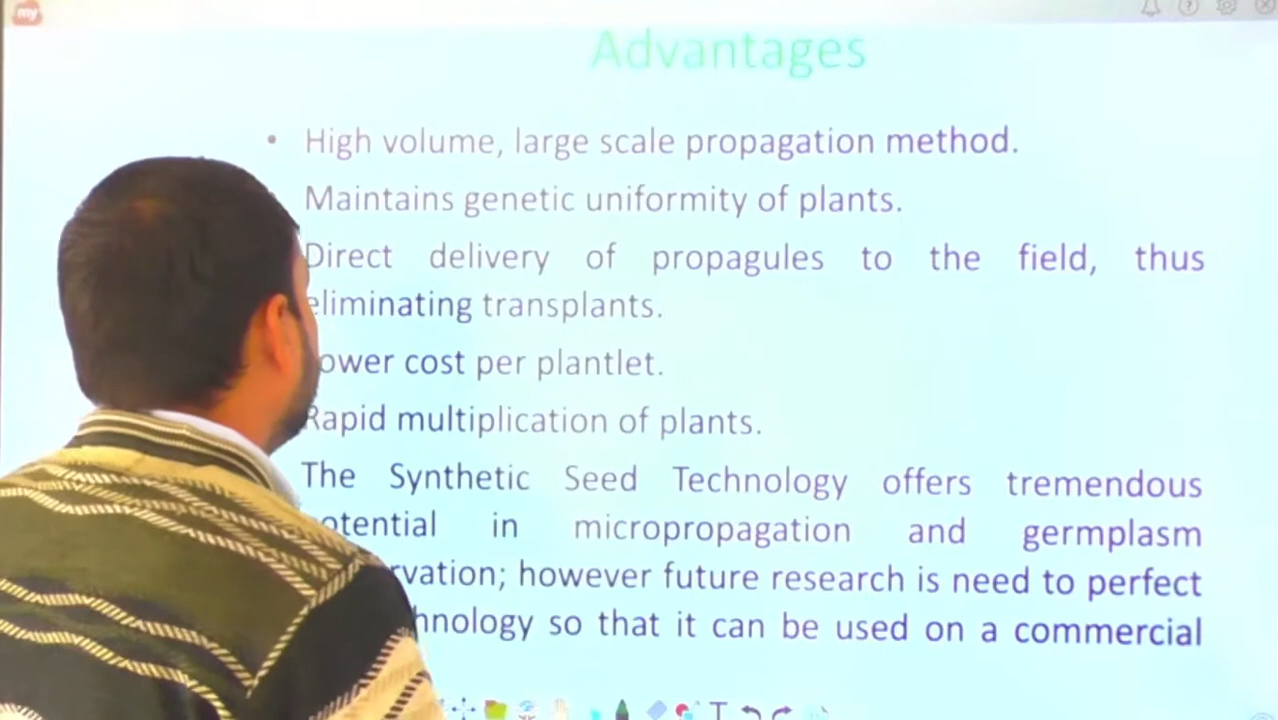 my
Advantages
• High volume, large scale propagation method.
Maintains genetic uniformity of plants.
Direct delivery of propagules to the field, thus
eliminating transplants.
ower cost per plantlet.
Rapid multiplication of plants.
The Synthetic Seed Technology offers tremendous
otential in micropropagation and germplasm
rvation; however future research is need to perfect
hnology so that it can be used on a commercial